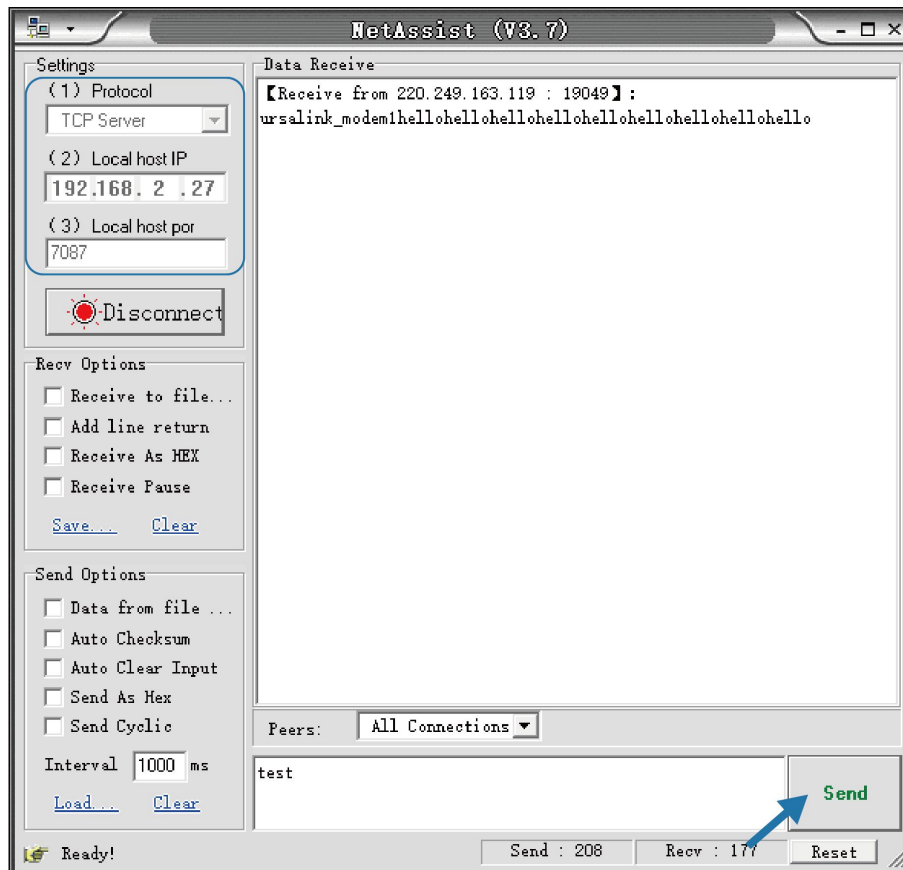 NetAssist (V3.7)
Settings
(1) Protocol
TCP Server
(2) Local host IP
192.168. 2 .27
(3) Local host por
7087
Disconnect
Recv Options
Receive to file...
Add line return
Receive As HEX
Receive Pause
Save... Clear
Send Options
Data from file ...
Auto Checksum
Auto Clear Input
Send As Hex
Send Cyclic
Interval 1000 ms
Load... Clear
Data Receive
【Receive from 220.249.163.119 : 19049】:
ursalink_modem1hellohellohellohellohellohellohellohellohello
Peers: All Connections
test
Send
Ready!
Send : 208 Recv : 177 Reset